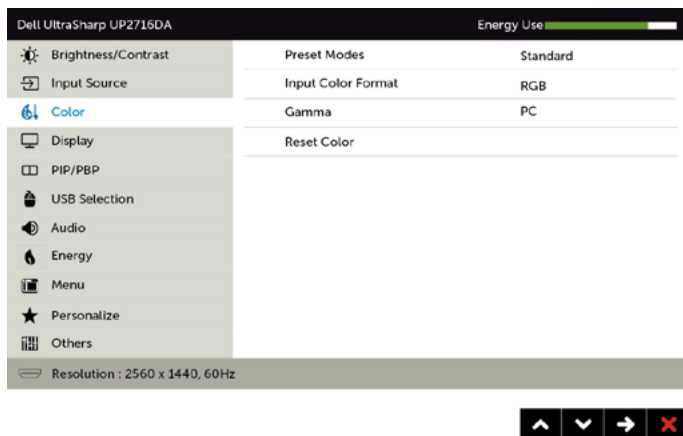 Dell UltraSharp UP2716DA Energy Use
Brightness/Contrast
Input Source
Color
Display
PIP/PBP
USB Selection
Audio
Energy
Menu
Personalize
Others
Preset Modes Standard
Input Color Format RGB
Gamma PC
Reset Color
Resolution : 2560 x 1440, 60Hz